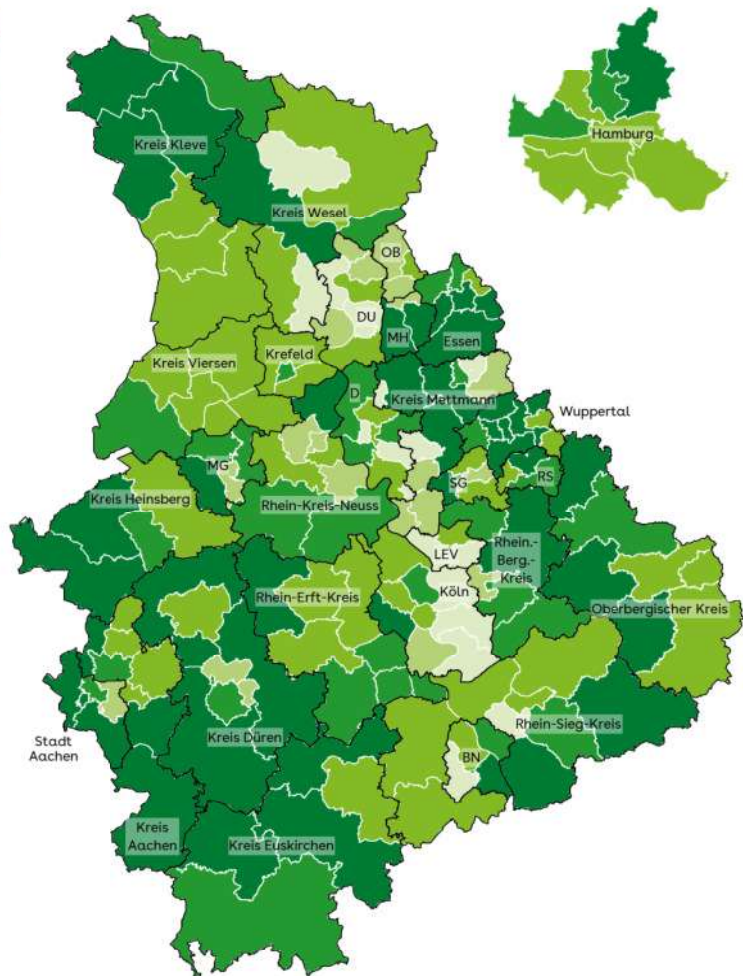 Hamburg
Kreis Kleve
Kreis Wesel
OB
DU
MH
Essen
Kreis Viersen
Krefeld
D
Kreis Mettmann
Wuppertal
MG
SG
RS
Kreis Heinsberg
Rhein-Kreis-Neuss
LEV
Rhein.-
Berg.-
Kreis
Rhein-Erft-Kreis
Köln
Oberbergischer Kreis
Stadt
Aachen
Kreis Düren
Rhein-Sieg-Kreis
BN
Kreis
Aachen
Kreis Euskirchen